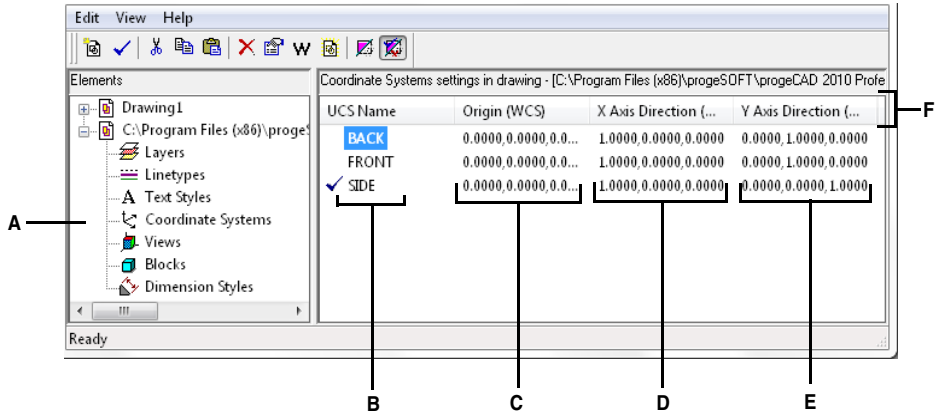 Edit View Help
W
Elements
Coordinate Systems settings in drawing - [C:\Program Files (x86)\progeSOFT\progeCAD 2010 Profe
Drawing1
C:\Program Files (x86)\proge
Layers
Linetypes
A Text Styles
Coordinate Systems
Views
Blocks
Dimension Styles
UCS Name Origin (WCS) X Axis Direction (... Y Axis Direction (...
BACK 0.0000,0.0000,0.0... 1.0000,0.0000,0.0000 0.0000,1.0000,0.0000
FRONT 0.0000,0.0000,0.0... 1.0000,0.0000,0.0000 0.0000,1.0000,0.0000
SIDE 0.0000,0.0000,0.0... 1.0000,0.0000,0.0000 0.0000,0.0000,1.0000
Ready
A
F
B C D E